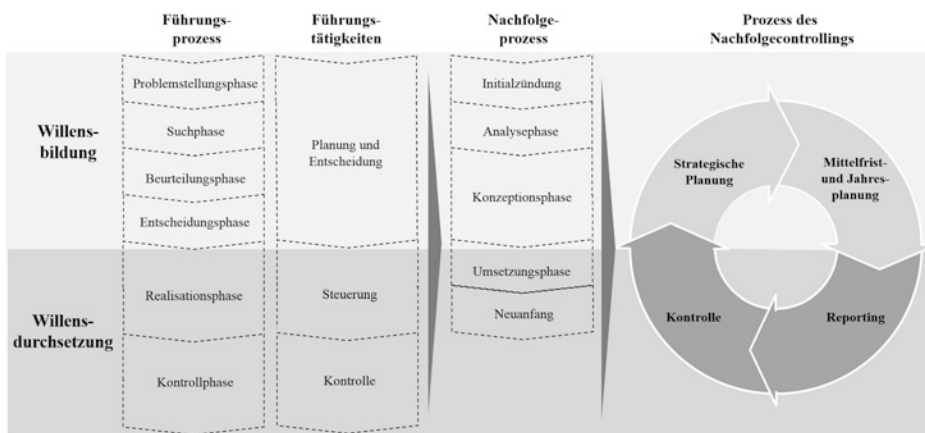 Führungs-
prozess
Führungs-
tätigkeiten
Nachfolge-
prozess
Prozess des
Nachfolgecontrollings
Willens-
bildung
Problemstellungsphase
Suchphase
Beurteilungsphase
Entscheidungsphase
Planung und
Entscheidung
Initialzündung
Analysephase
Konzeptionsphase
Strategische
Planung
Mittelfrist-
und Jahres-
planung
Willens-
durchsetzung
Realisationsphase
Kontrollphase
Steuerung
Kontrolle
Umsetzungsphase
Neuanfang
Kontrolle
Reporting